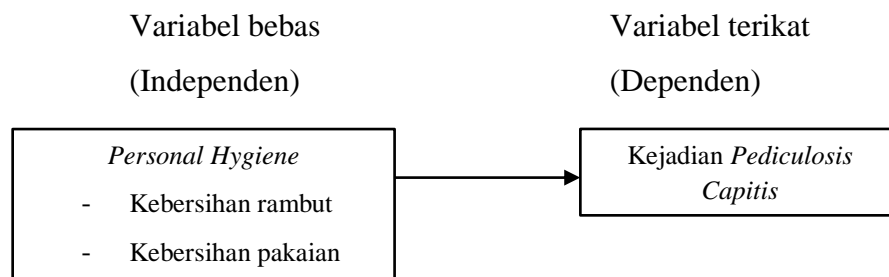 Variabel bebas
(Independen)
Variabel terikat
(Dependen)
Personal Hygiene
- Kebersihan rambut
- Kebersihan pakaian
Kejadian Pediculosis
Capitis